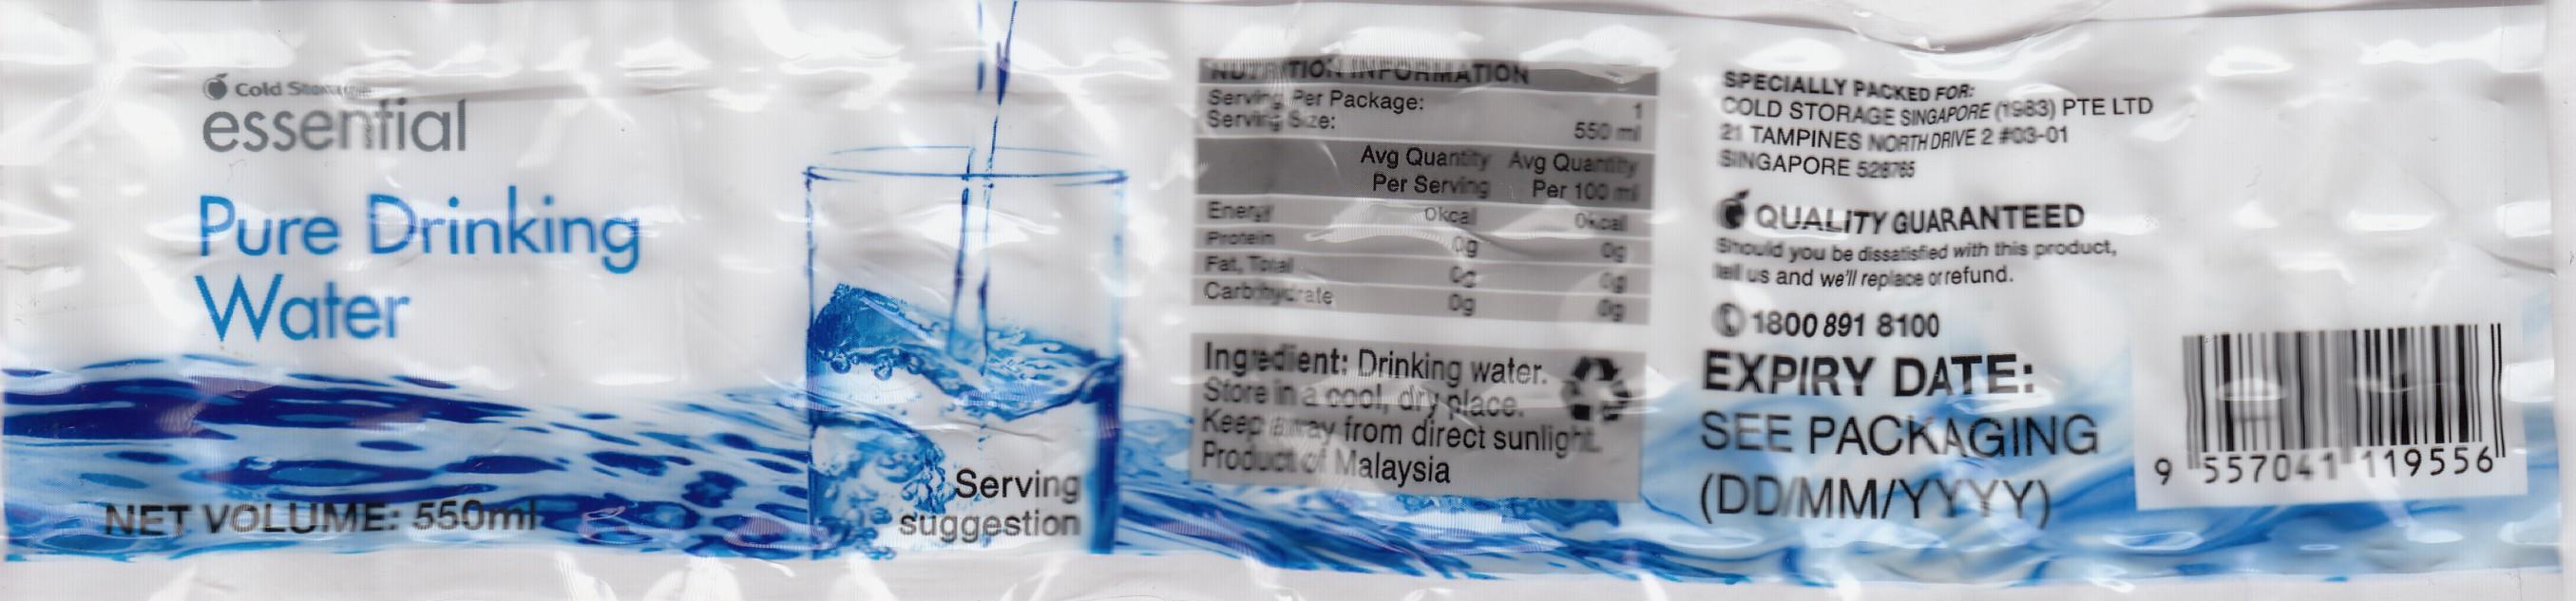 Cold Storage
essential
Pure Drinking
Water
NET VOLUME: 550ml
Serving
suggestion
NUTRITION INFORMATION
Serving Per Package: 1
Serving Size: 550 ml
Avg Quantity Avg Quantity
Per Serving Per 100 ml
Energy 0kcal 0kcal
Protein 0g 0g
Fat, Total 0g 0g
Carbohydrate 0g 0g
Ingredient: Drinking water.
Store in a cool, dry place.
Keep away from direct sunlight.
Product of Malaysia
SPECIALLY PACKED FOR:
COLD STORAGE SINGAPORE (1983) PTE LTD
21 TAMPINES NORTH DRIVE 2 #03-01
SINGAPORE 528765
QUALITY GUARANTEED
Should you be dissatisfied with this product,
tell us and we'll replace or refund.
1800 891 8100
EXPIRY DATE:
SEE PACKAGING
(DD/MM/YYYY)
9 557041 119556